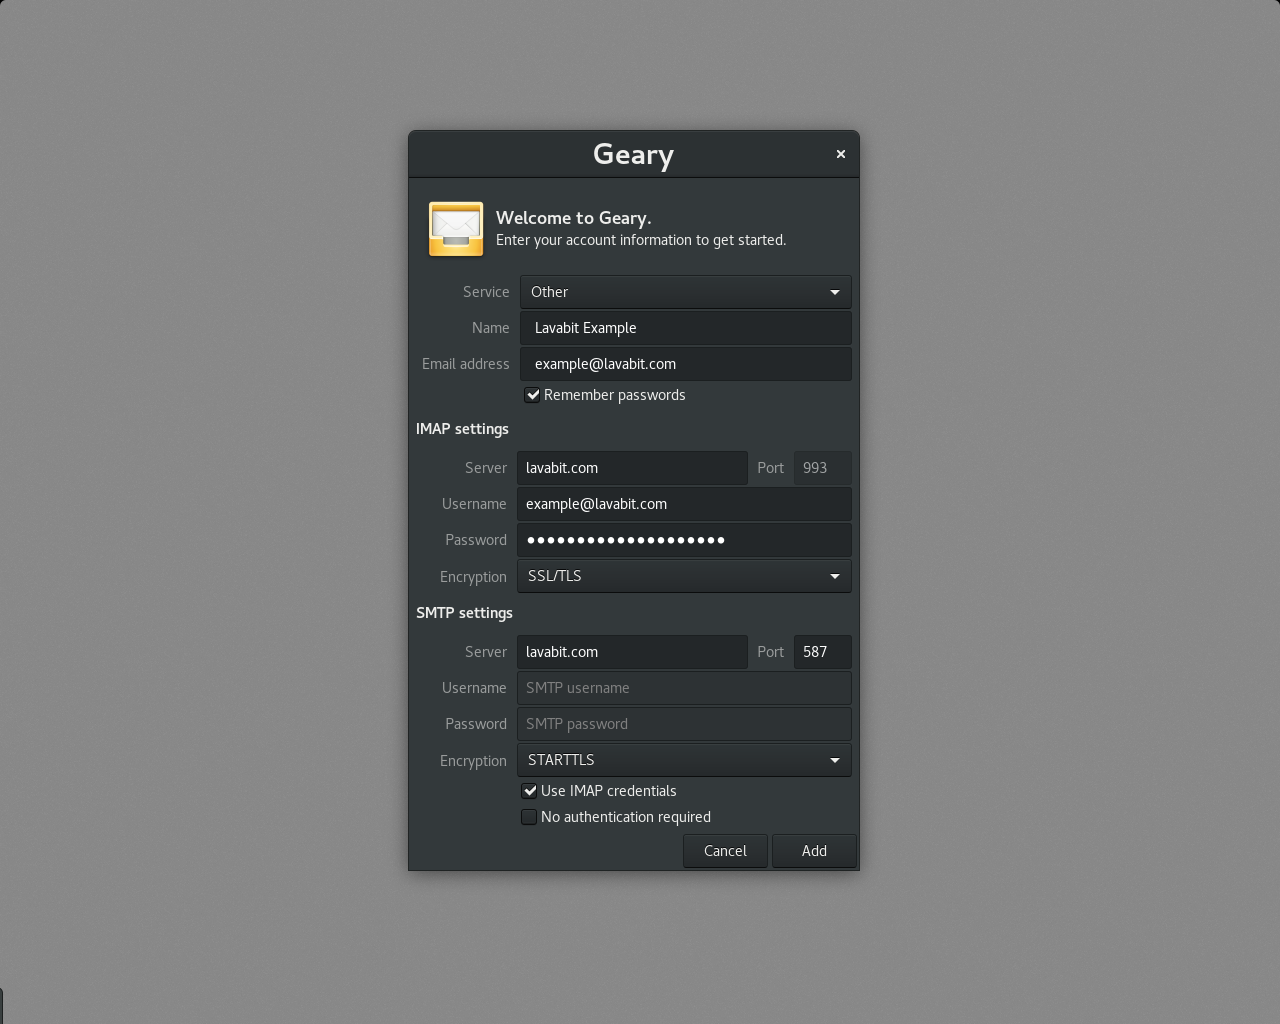 Geary
Welcome to Geary.
Enter your account information to get started.
Service Other
Name Lavabit Example
Email address example@lavabit.com
Remember passwords
IMAP settings
Server lavabit.com Port 993
Username example@lavabit.com
Password ●●●●●●●●●●●●●●●●●●●●
Encryption SSL/TLS
SMTP settings
Server lavabit.com Port 587
Username SMTP username
Password SMTP password
Encryption STARTTLS
Use IMAP credentials
No authentication required
Cancel Add